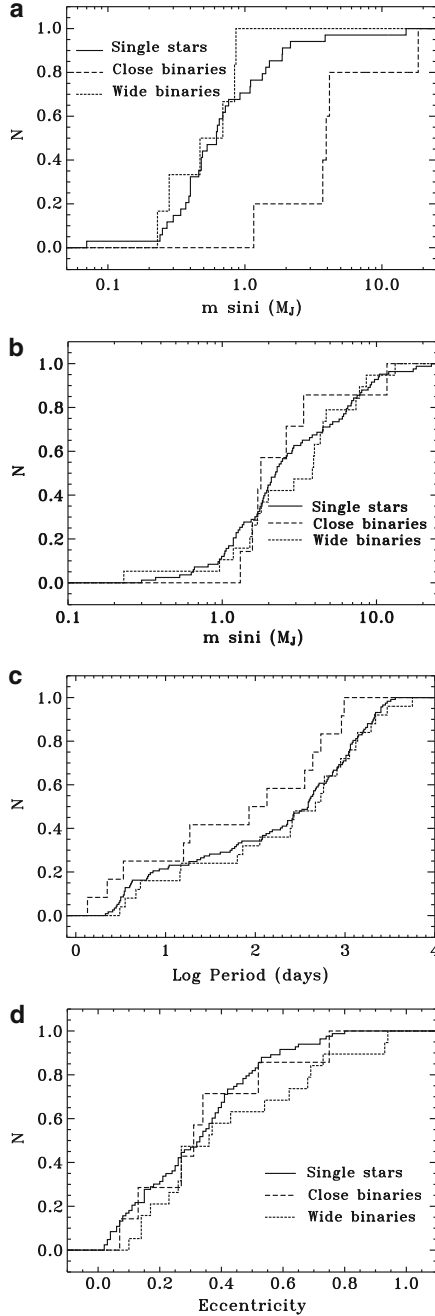 a
1.0
0.8
0.6
0.4
0.2
0.0
N
Single stars
Close binaries
Wide binaries
0.1
1.0
10.0
m sini (MJ)
b
1.0
0.8
0.6
0.4
0.2
0.0
N
Single stars
Close binaries
Wide binaries
0.1
1.0
10.0
m sini (MJ)
c
1.0
0.8
0.6
0.4
0.2
0.0
N
0
1
2
3
4
Log Period (days)
d
1.0
0.8
0.6
0.4
0.2
0.0
N
Single stars
Close binaries
Wide binaries
0.0
0.2
0.4
0.6
0.8
1.0
Eccentricity